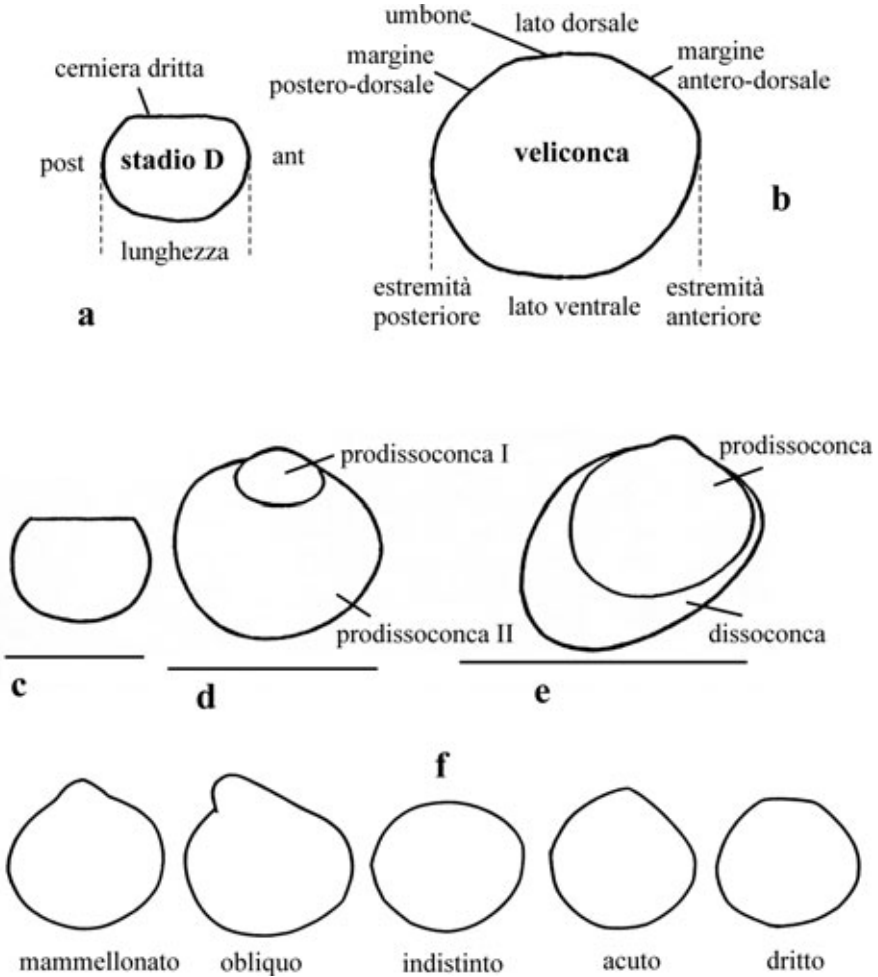 umbone
lato dorsale
cerniera dritta
margine
postero-dorsale
margine
antero-dorsale
post
stadio D
ant
veliconca
b
lunghezza
estremità
posteriore
lato ventrale
estremità
anteriore
a
prodissoconca I
prodissoconca
prodissoconca II
dissoconca
c
d
e
f
mammellonato
obliquo
indistinto
acuto
dritto